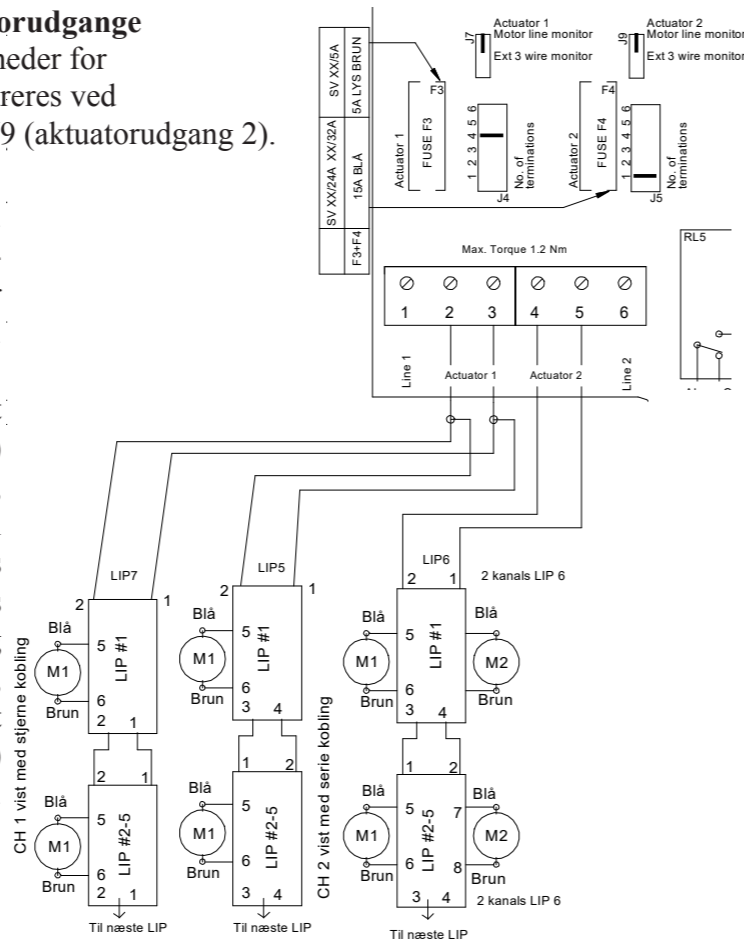 orudgange
neder for
reres ved
9 (aktuatorudgang 2).
SV XX/5A
5A LYS BRUN
SV XX/24A XX/32A
15A BLÅ
F3+F4
Actuator 1
FUSE F3
F3
J7
Actuator 1
Motor line monitor
Ext 3 wire monitor
1 2 3 4 5 6
No. of
terminations
J4
Actuator 2
FUSE F4
F4
J9
Actuator 2
Motor line monitor
Ext 3 wire monitor
1 2 3 4 5 6
No. of
terminations
J5
RL5
Max. Torque 1.2 Nm
1 2 3 4 5 6
Line 1
Actuator 1
Actuator 2
Line 2
CH 1 vist med stjerne kobling
LIP7
2 1
Blå
5
M1
LIP #1
6
Brun
2 1
2 1
Blå
5
M1
LIP #2-5
6
Brun
2 1
Til næste LIP
LIP5
2 1
Blå
5
M1
LIP #1
6
Brun
3 4
1 2
Blå
5
M1
LIP #2-5
6
Brun
3 4
Til næste LIP
CH 2 vist med serie kobling
LIP6
2 1
2 kanals LIP 6
Blå
Blå
5
M1
LIP #1
M2
6
Brun
Brun
3 4
1 2
Blå
Blå
5 7
M1
LIP #2-5
M2
6 8
Brun
Brun
3 4
2 kanals LIP 6
Til næste LIP